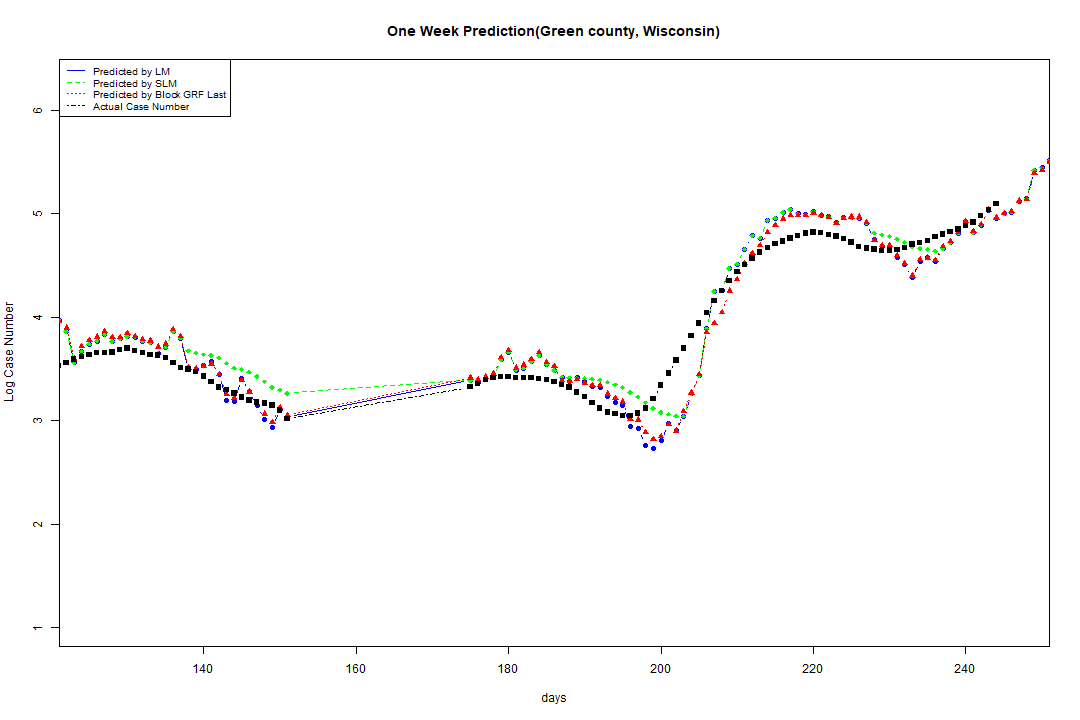 One Week Prediction(Green county, Wisconsin)
Predicted by LM
Predicted by SLM
Predicted by Block GRF Last
Actual Case Number
6
5
4
3
2
1
Log Case Number
140 160 180 200 220 240
days